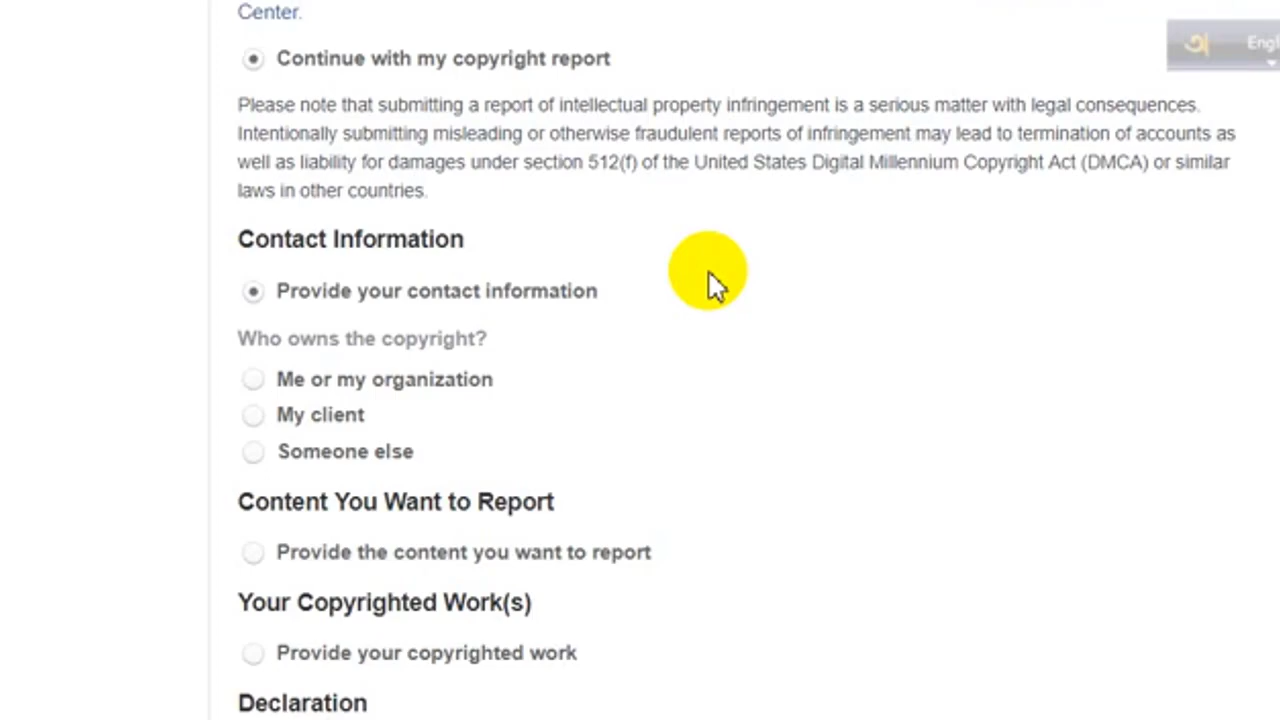 Center.
Continue with my copyright report
Please note that submitting a report of intellectual property infringement is a serious matter with legal consequences.
Intentionally submitting misleading or otherwise fraudulent reports of infringement may lead to termination of accounts as
well as liability for damages under section 512(f) of the United States Digital Millennium Copyright Act (DMCA) or similar
laws in other countries.
Contact Information
Provide your contact information
Who owns the copyright?
Me or my organization
My client
Someone else
Content You Want to Report
Provide the content you want to report
Your Copyrighted Work(s)
Provide your copyrighted work
Declaration